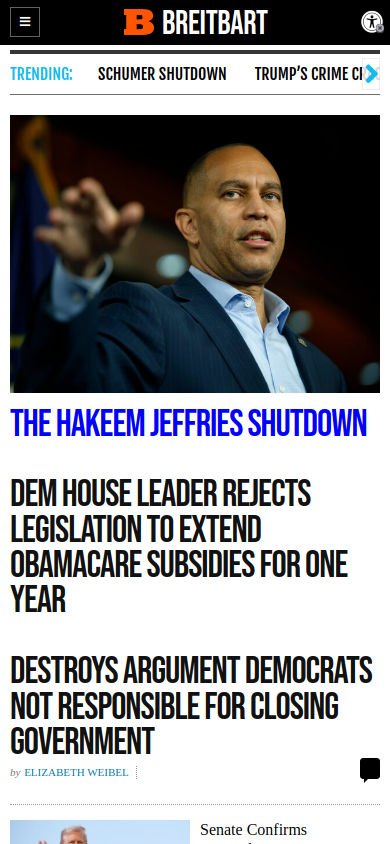 BREITBART
TRENDING: SCHUMER SHUTDOWN TRUMP'S CRIME
THE HAKEEM JEFFRIES SHUTDOWN
DEM HOUSE LEADER REJECTS
LEGISLATION TO EXTEND
OBAMACARE SUBSIDIES FOR ONE
YEAR
DESTROYS ARGUMENT DEMOCRATS
NOT RESPONSIBLE FOR CLOSING
GOVERNMENT
by ELIZABETH WEIBEL
Senate Confirms